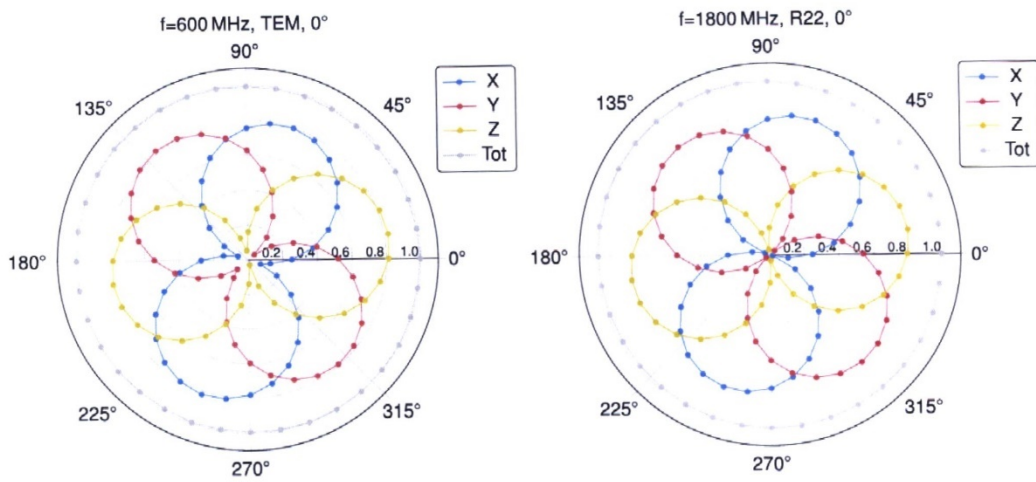 f=600 MHz, TEM, 0°
90°
135°
45°
180°
0.2 0.4 0.6 0.8 1.0
0°
225°
315°
270°
X
Y
Z
Tot
f=1800 MHz, R22, 0°
90°
135°
45°
180°
0.2 0.4 0.6 0.8 1.0
0°
225°
315°
270°
X
Y
Z
Tot